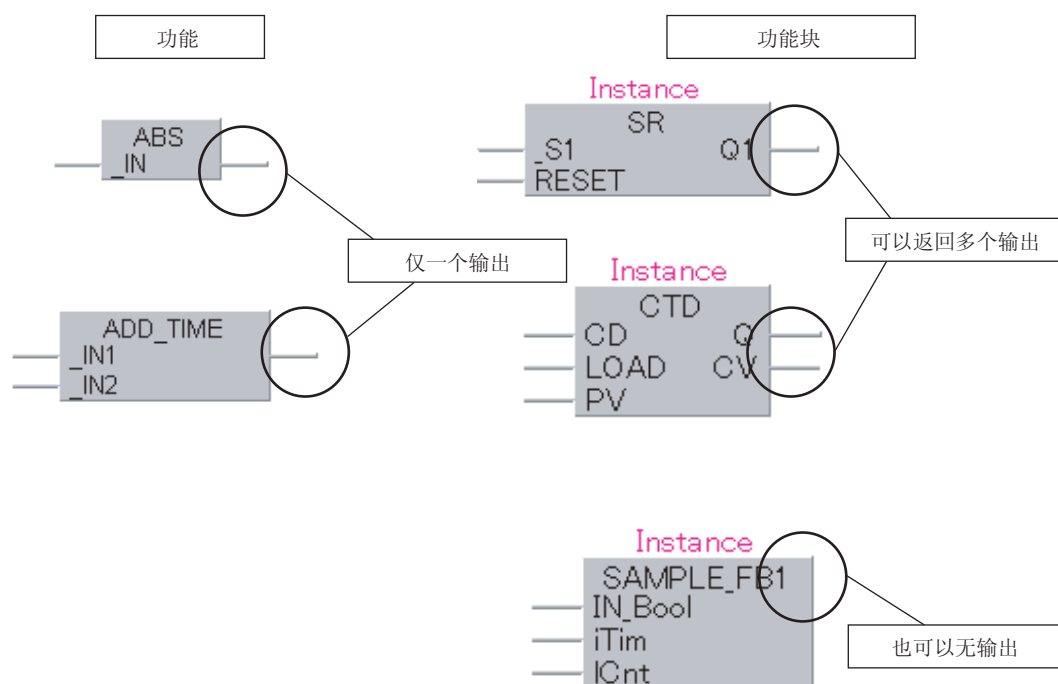 功能
ABS
_IN
仅一个输出
ADD_TIME
_IN1
_IN2
功能块
Instance
SR
_S1 Q1
RESET
可以返回多个输出
Instance
CTD
CD Q
LOAD CV
PV
Instance
SAMPLE_FB1
IN_Bool
iTim
ICnt
也可以无输出